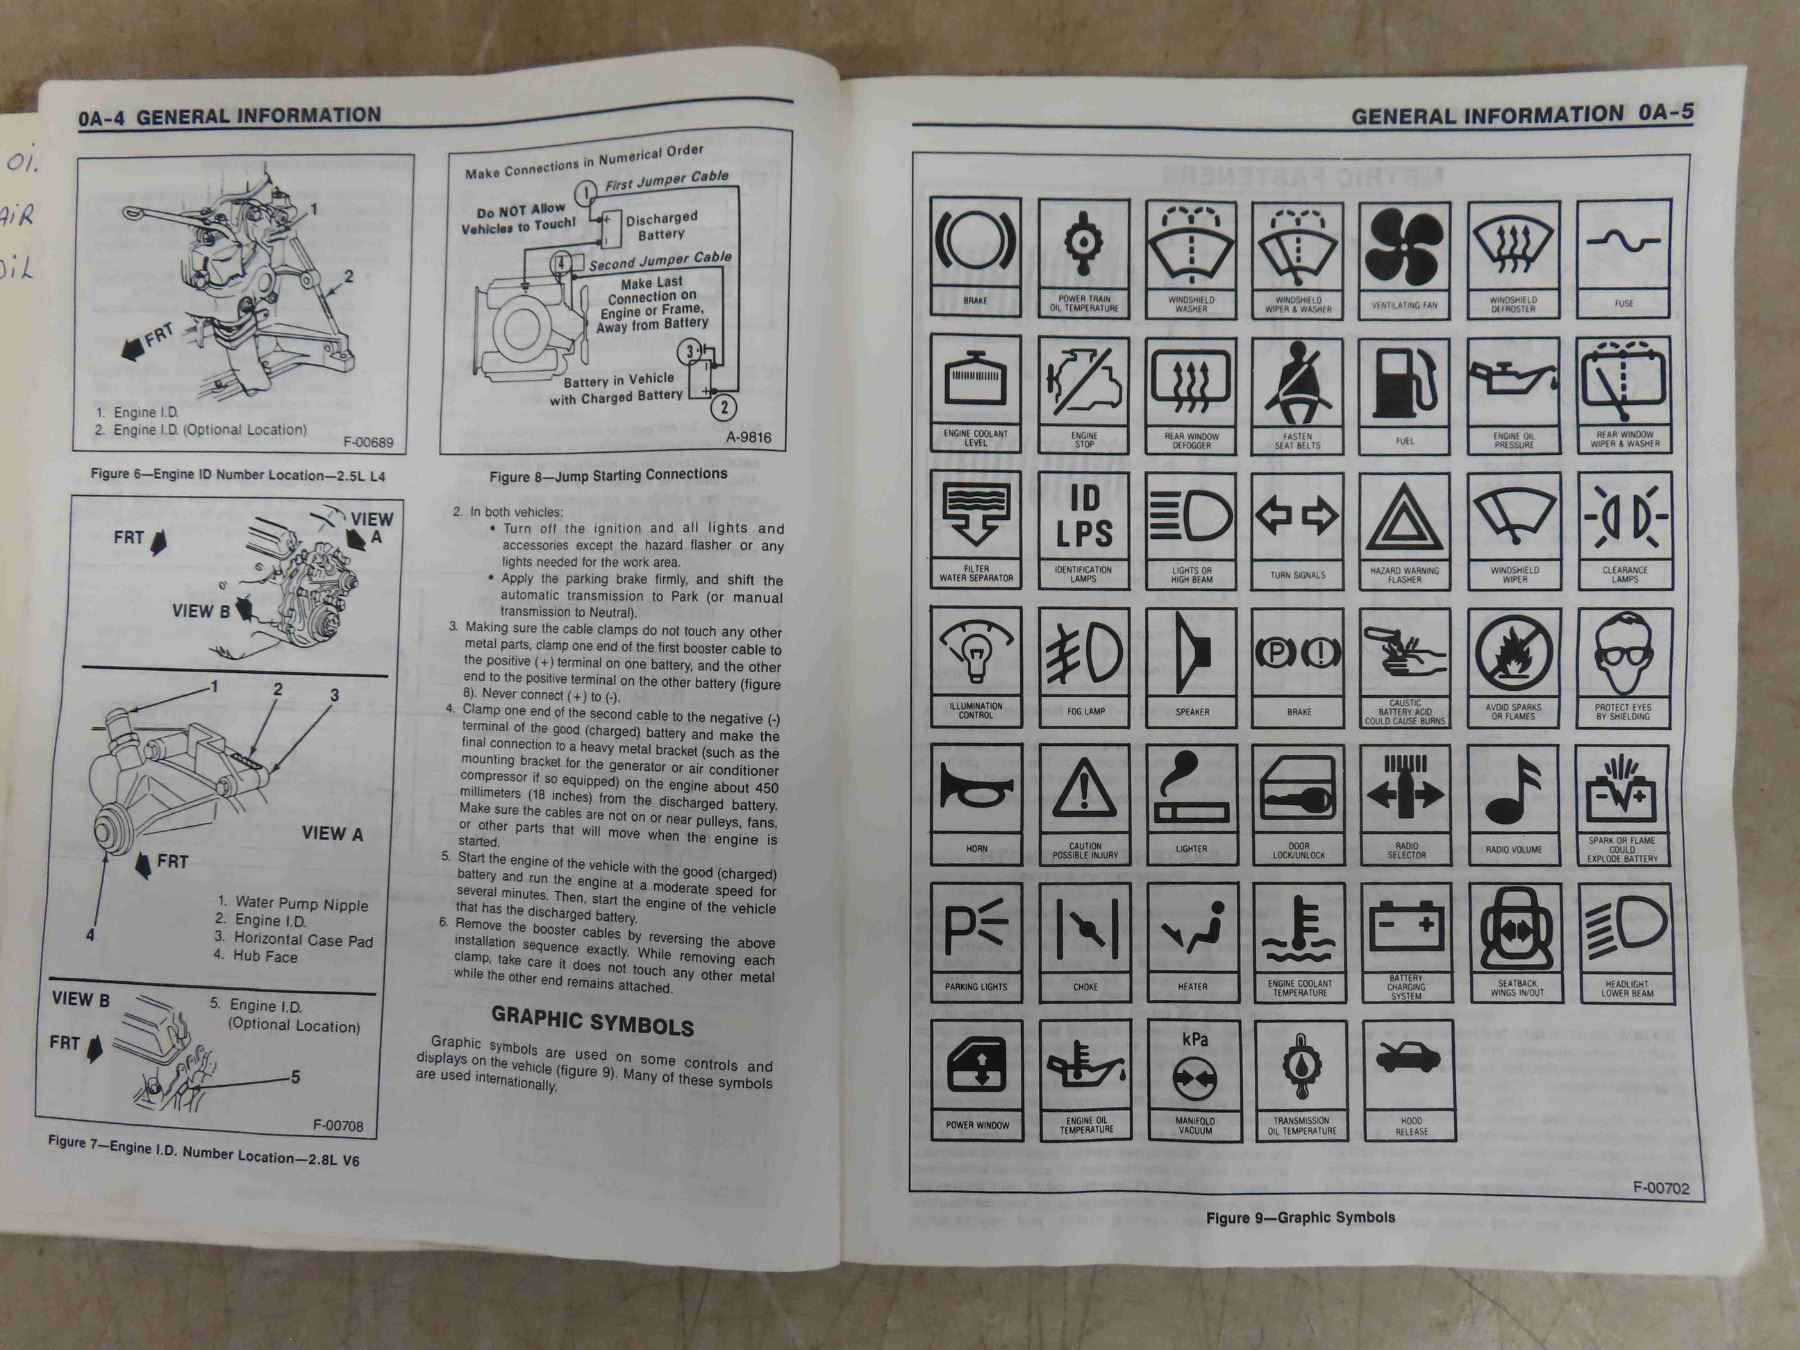 OiL
AiR
OiL
0A-4 GENERAL INFORMATION
1
2
FRT
1. Engine I.D.
2. Engine I.D. (Optional Location)
F-00689
Figure 6—Engine ID Number Location—2.5L L4
FRT
VIEW
A
VIEW B
1
2
3
VIEW A
FRT
4
1. Water Pump Nipple
2. Engine I.D.
3. Horizontal Case Pad
4. Hub Face
VIEW B
5. Engine I.D.
(Optional Location)
FRT
5
F-00708
Figure 7—Engine I.D. Number Location—2.8L V6
Make Connections in Numerical Order
1
First Jumper Cable
Do NOT Allow
Vehicles to Touch!
+
-
Discharged
Battery
4
Second Jumper Cable
Make Last
Connection on
Engine or Frame,
Away from Battery
3
-
+
Battery in Vehicle
with Charged Battery
2
A-9816
Figure 8—Jump Starting Connections
2. In both vehicles:
• Turn off the ignition and all lights and
accessories except the hazard flasher or any
lights needed for the work area.
• Apply the parking brake firmly, and shift the
automatic transmission to Park (or manual
transmission to Neutral).
3. Making sure the cable clamps do not touch any other
metal parts, clamp one end of the first booster cable to
the positive (+) terminal on one battery, and the other
end to the positive terminal on the other battery (figure
8). Never connect (+) to (-).
4. Clamp one end of the second cable to the negative (-)
terminal of the good (charged) battery and make the
final connection to a heavy metal bracket (such as the
mounting bracket for the generator or air conditioner
compressor if so equipped) on the engine about 450
millimeters (18 inches) from the discharged battery.
Make sure the cables are not on or near pulleys, fans,
or other parts that will move when the engine is
started.
5. Start the engine of the vehicle with the good (charged)
battery and run the engine at a moderate speed for
several minutes. Then, start the engine of the vehicle
that has the discharged battery.
6. Remove the booster cables by reversing the above
installation sequence exactly. While removing each
clamp, take care it does not touch any other metal
while the other end remains attached.
GRAPHIC SYMBOLS
Graphic symbols are used on some controls and
displays on the vehicle (figure 9). Many of these symbols
are used internationally.
GENERAL INFORMATION 0A-5
BRAKE
POWER TRAIN
OIL TEMPERATURE
WINDSHIELD
WASHER
WINDSHIELD
WIPER & WASHER
VENTILATING FAN
WINDSHIELD
DEFROSTER
FUSE
ENGINE COOLANT
LEVEL
ENGINE
STOP
REAR WINDOW
DEFOGGER
FASTEN
SEAT BELTS
FUEL
ENGINE OIL
PRESSURE
REAR WINDOW
WIPER & WASHER
FILTER
WATER SEPARATOR
ID
LPS
IDENTIFICATION
LAMPS
LIGHTS OR
HIGH BEAM
TURN SIGNALS
HAZARD WARNING
FLASHER
WINDSHIELD
WIPER
CLEARANCE
LAMPS
ILLUMINATION
CONTROL
FOG LAMP
SPEAKER
P !
BRAKE
CAUSTIC
BATTERY ACID
COULD CAUSE BURNS
AVOID SPARKS
OR FLAMES
PROTECT EYES
BY SHIELDING
HORN
!
CAUTION
POSSIBLE INJURY
LIGHTER
DOOR
LOCK/UNLOCK
RADIO
SELECTOR
RADIO VOLUME
- +
SPARK OR FLAME
COULD
EXPLODE BATTERY
P
PARKING LIGHTS
CHOKE
HEATER
ENGINE COOLANT
TEMPERATURE
- +
BATTERY
CHARGING
SYSTEM
SEATBACK
WINGS IN/OUT
HEADLIGHT
LOWER BEAM
POWER WINDOW
ENGINE OIL
TEMPERATURE
kPa
MANIFOLD
VACUUM
TRANSMISSION
OIL TEMPERATURE
HOOD
RELEASE
F-00702
Figure 9—Graphic Symbols